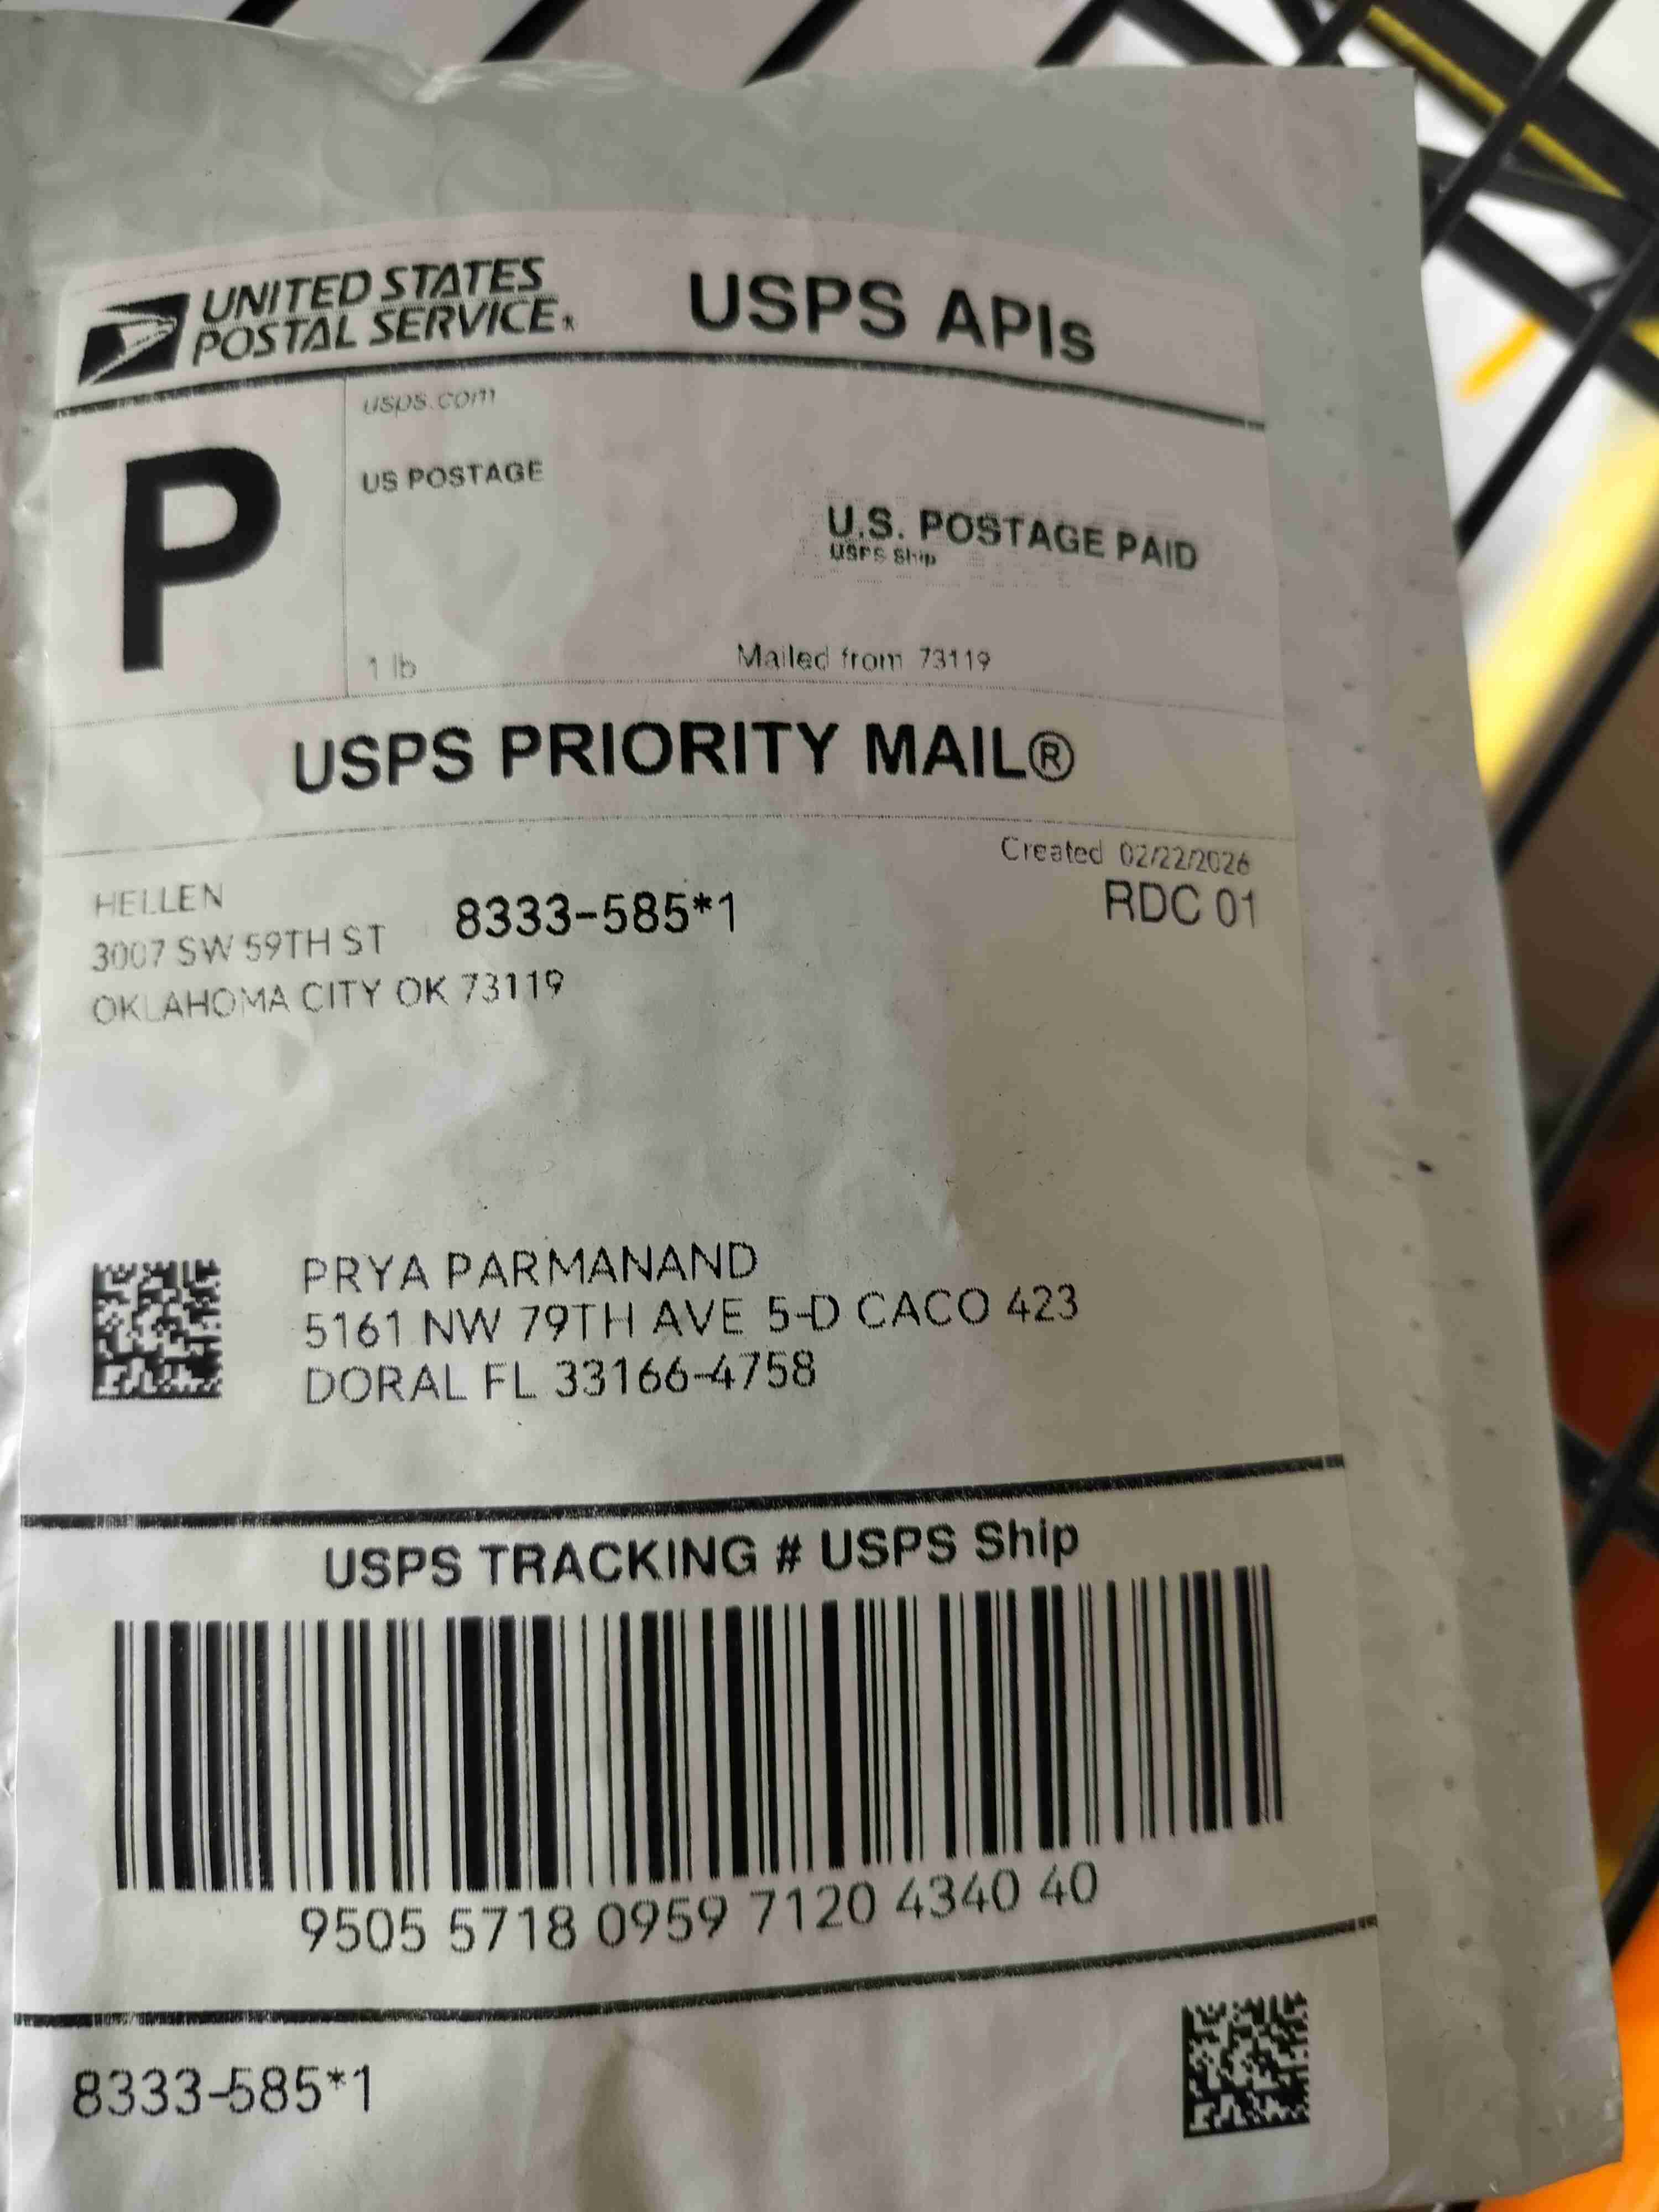 UNITED STATES
POSTAL SERVICE®
USPS APIs
P
usps.com
US POSTAGE
U.S. POSTAGE PAID
USPS Ship
1 lb
Mailed from 73119
USPS PRIORITY MAIL®
Created 02/22/2026
HELLEN
3007 SW 59TH ST
OKLAHOMA CITY OK 73119
8333-585*1
RDC 01
PRYA PARMANAND
5161 NW 79TH AVE 5-D CACO 423
DORAL FL 33166-4758
USPS TRACKING # USPS Ship
9505 5718 0959 7120 4340 40
8333-585*1